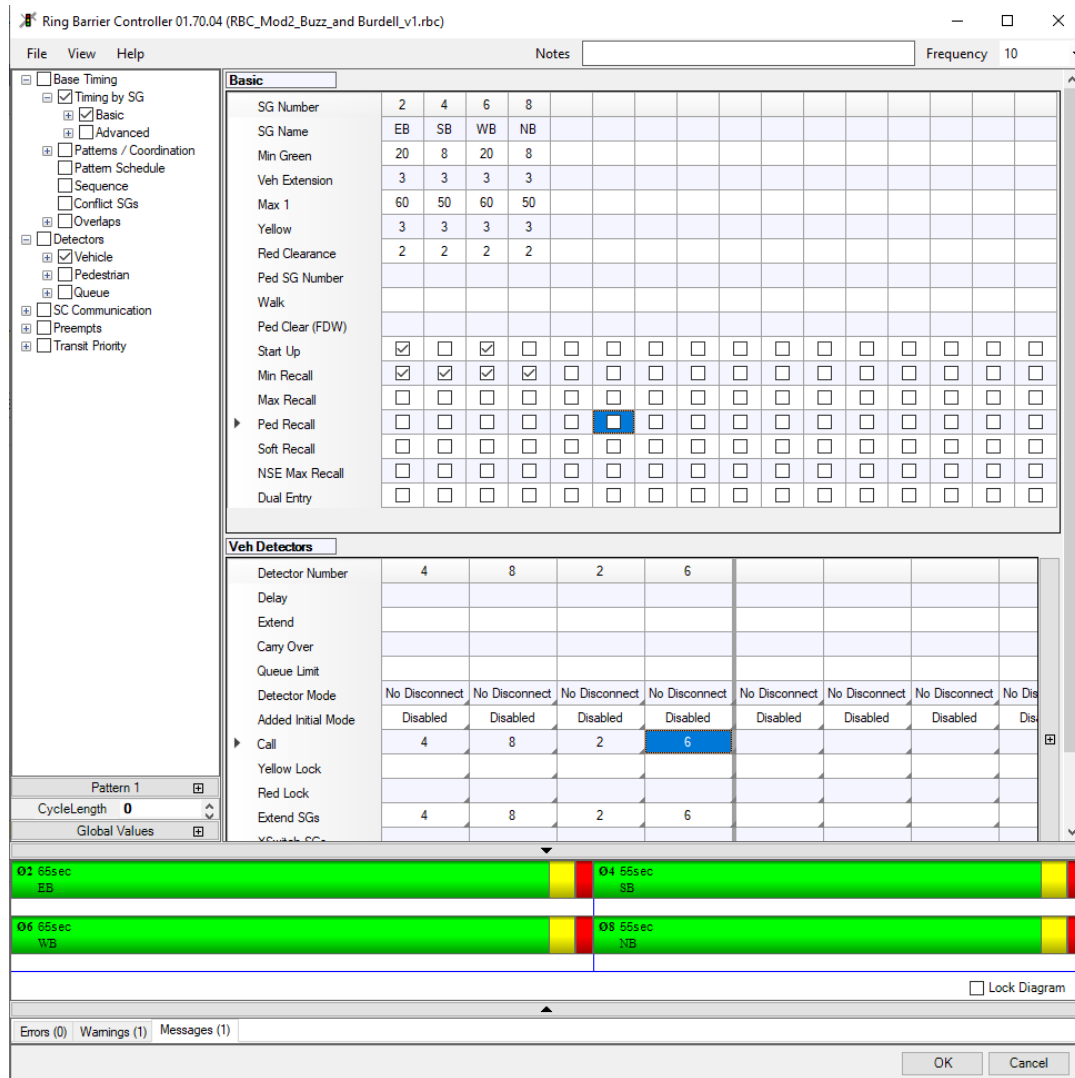 Ring Barrier Controller 01.70.04 (RBC_Mod2_Buzz_and Burdell_v1.rbc)
File View Help Notes Frequency 10
Base Timing
Timing by SG
Basic
Advanced
Patterns / Coordination
Pattern Schedule
Sequence
Conflict SGs
Overlaps
Detectors
Vehicle
Pedestrian
Queue
SC Communication
Preempts
Transit Priority
Pattern 1
CycleLength 0
Global Values
Basic
SG Number 2 4 6 8
SG Name EB SB WB NB
Min Green 20 8 20 8
Veh Extension 3 3 3 3
Max 1 60 50 60 50
Yellow 3 3 3 3
Red Clearance 2 2 2 2
Ped SG Number
Walk
Ped Clear (FDW)
Start Up
Min Recall
Max Recall
Ped Recall
Soft Recall
NSE Max Recall
Dual Entry
Veh Detectors
Detector Number 4 8 2 6
Delay
Extend
Carry Over
Queue Limit
Detector Mode No Disconnect No Disconnect No Disconnect No Disconnect No Disconnect No Disconnect No Disconnect No Dis
Added Initial Mode Disabled Disabled Disabled Disabled Disabled Disabled Disabled Dis
Call 4 8 2 6
Yellow Lock
Red Lock
Extend SGs 4 8 2 6
Ø2 65sec Ø4 55sec
EB SB
Ø6 65sec Ø8 55sec
WB NB
Lock Diagram
Errors (0) Warnings (1) Messages (1)
OK Cancel